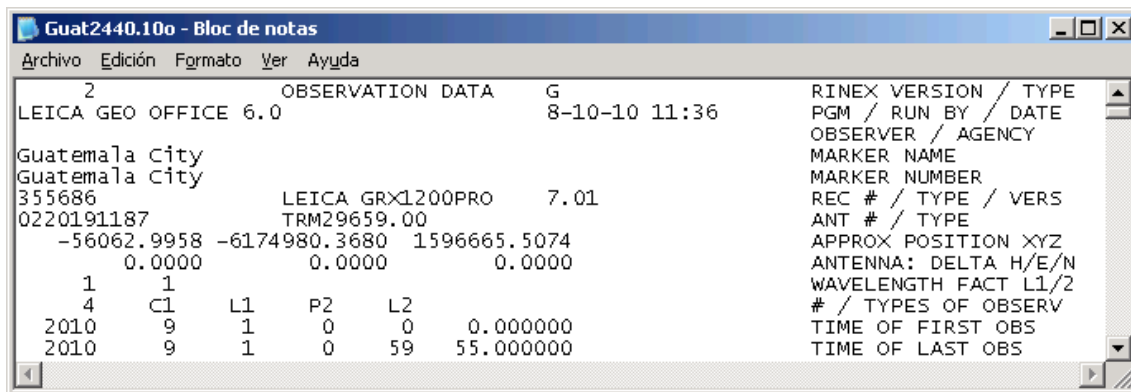 Guat2440.10o - Bloc de notas
Archivo Edición Formato Ver Ayuda
2 OBSERVATION DATA G RINEX VERSION / TYPE
LEICA GEO OFFICE 6.0 8-10-10 11:36 PGM / RUN BY / DATE
OBSERVER / AGENCY
Guatemala City MARKER NAME
Guatemala City MARKER NUMBER
355686 LEICA GRX1200PRO 7.01 REC # / TYPE / VERS
0220191187 TRM29659.00 ANT # / TYPE
-56062.9958 -6174980.3680 1596665.5074 APPROX POSITION XYZ
0.0000 0.0000 0.0000 ANTENNA: DELTA H/E/N
1 1 WAVELENGTH FACT L1/2
4 C1 L1 P2 L2 # / TYPES OF OBSERV
2010 9 1 0 0 0.000000 TIME OF FIRST OBS
2010 9 1 0 59 55.000000 TIME OF LAST OBS